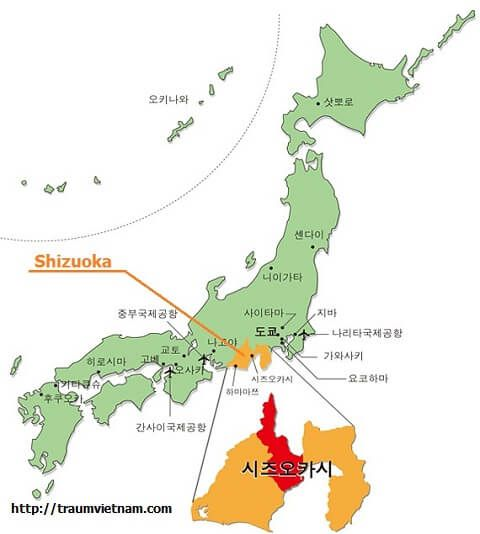 오키나와
삿뽀로
센다이
Shizuoka
니이가타
중부국제공항
사이타마
지바
나고야
도쿄
나리타국제공항
교토
히로시마
고베
오사카
시즈오카시
가와사키
기타큐슈
하마마쯔
요코하마
후쿠오카
간사이국제공항
시즈오카시
http://traumvietnam.com